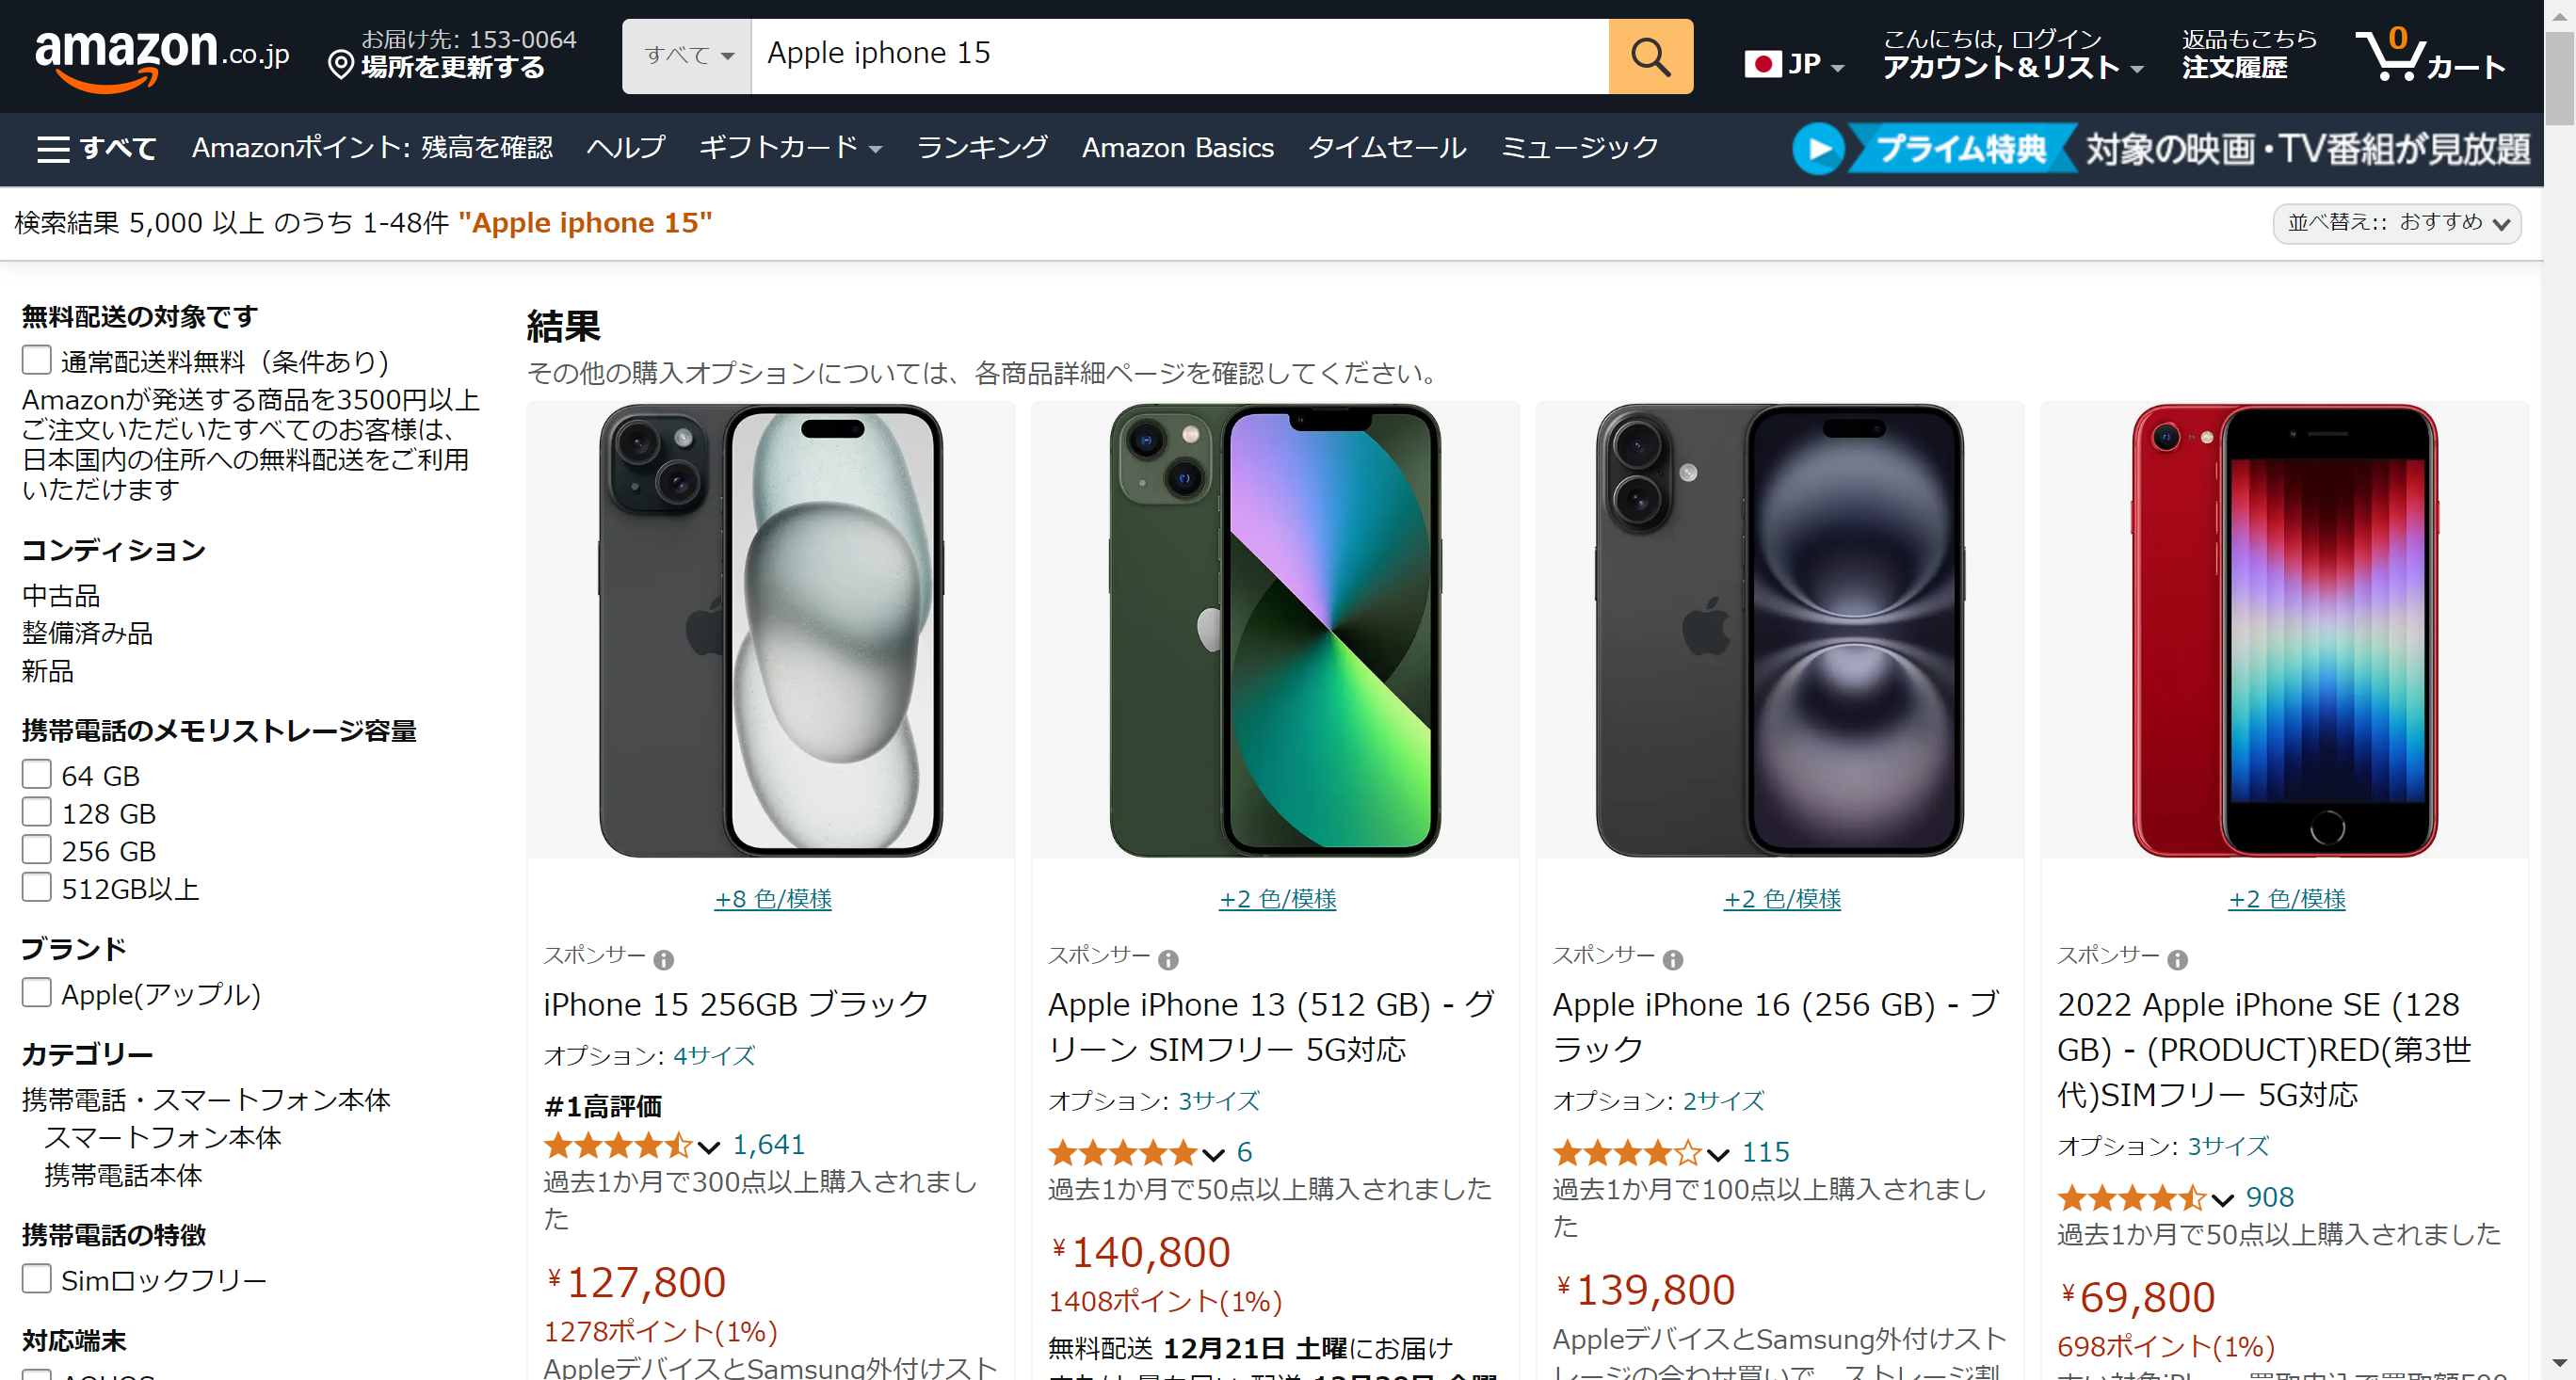 amazon.co.jp
お届け先: 153-0064
場所を更新する
すべて
Apple iphone 15
JP
こんにちは, ログイン
アカウント＆リスト
返品もこちら
注文履歴
0
カート
すべて
Amazonポイント: 残高を確認
ヘルプ
ギフトカード
ランキング
Amazon Basics
タイムセール
ミュージック
プライム特典 対象の映画・TV番組が見放題
検索結果 5,000 以上 のうち 1-48件 "Apple iphone 15"
並べ替え:: おすすめ
無料配送の対象です
通常配送料無料（条件あり）
Amazonが発送する商品を3500円以上
ご注文いただいたすべてのお客様は、
日本国内の住所への無料配送をご利用
いただけます
コンディション
中古品
整備済み品
新品
携帯電話のメモリストレージ容量
64 GB
128 GB
256 GB
512GB以上
ブランド
Apple(アップル)
カテゴリー
携帯電話・スマートフォン本体
スマートフォン本体
携帯電話本体
携帯電話の特徴
Simロックフリー
対応端末
結果
その他の購入オプションについては、各商品詳細ページを確認してください。
+8 色/模様
スポンサー
iPhone 15 256GB ブラック
オプション: 4サイズ
#1高評価
1,641
過去1か月で300点以上購入されまし
た
¥127,800
1278ポイント(1%)
AppleデバイスとSamsung外付けスト
+2 色/模様
スポンサー
Apple iPhone 13 (512 GB) - グ
リーン SIMフリー 5G対応
オプション: 3サイズ
6
過去1か月で50点以上購入されました
¥140,800
1408ポイント(1%)
無料配送 12月21日 土曜にお届け
+2 色/模様
スポンサー
Apple iPhone 16 (256 GB) - ブ
ラック
オプション: 2サイズ
115
過去1か月で100点以上購入されまし
た
¥139,800
AppleデバイスとSamsung外付けスト
+2 色/模様
スポンサー
2022 Apple iPhone SE (128
GB) - (PRODUCT)RED(第3世
代)SIMフリー 5G対応
オプション: 3サイズ
908
過去1か月で50点以上購入されました
¥69,800
698ポイント(1%)